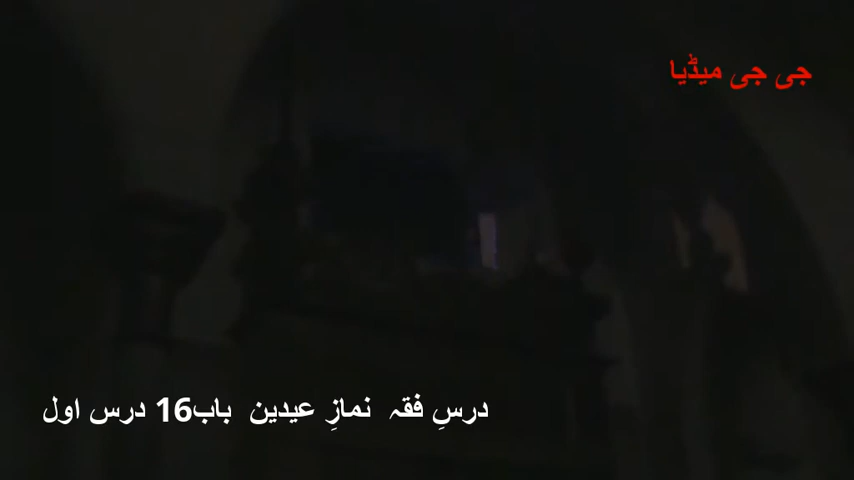 جی جی میڈیا
درسِ فقہ نمازِ عیدین باب16 درس اول